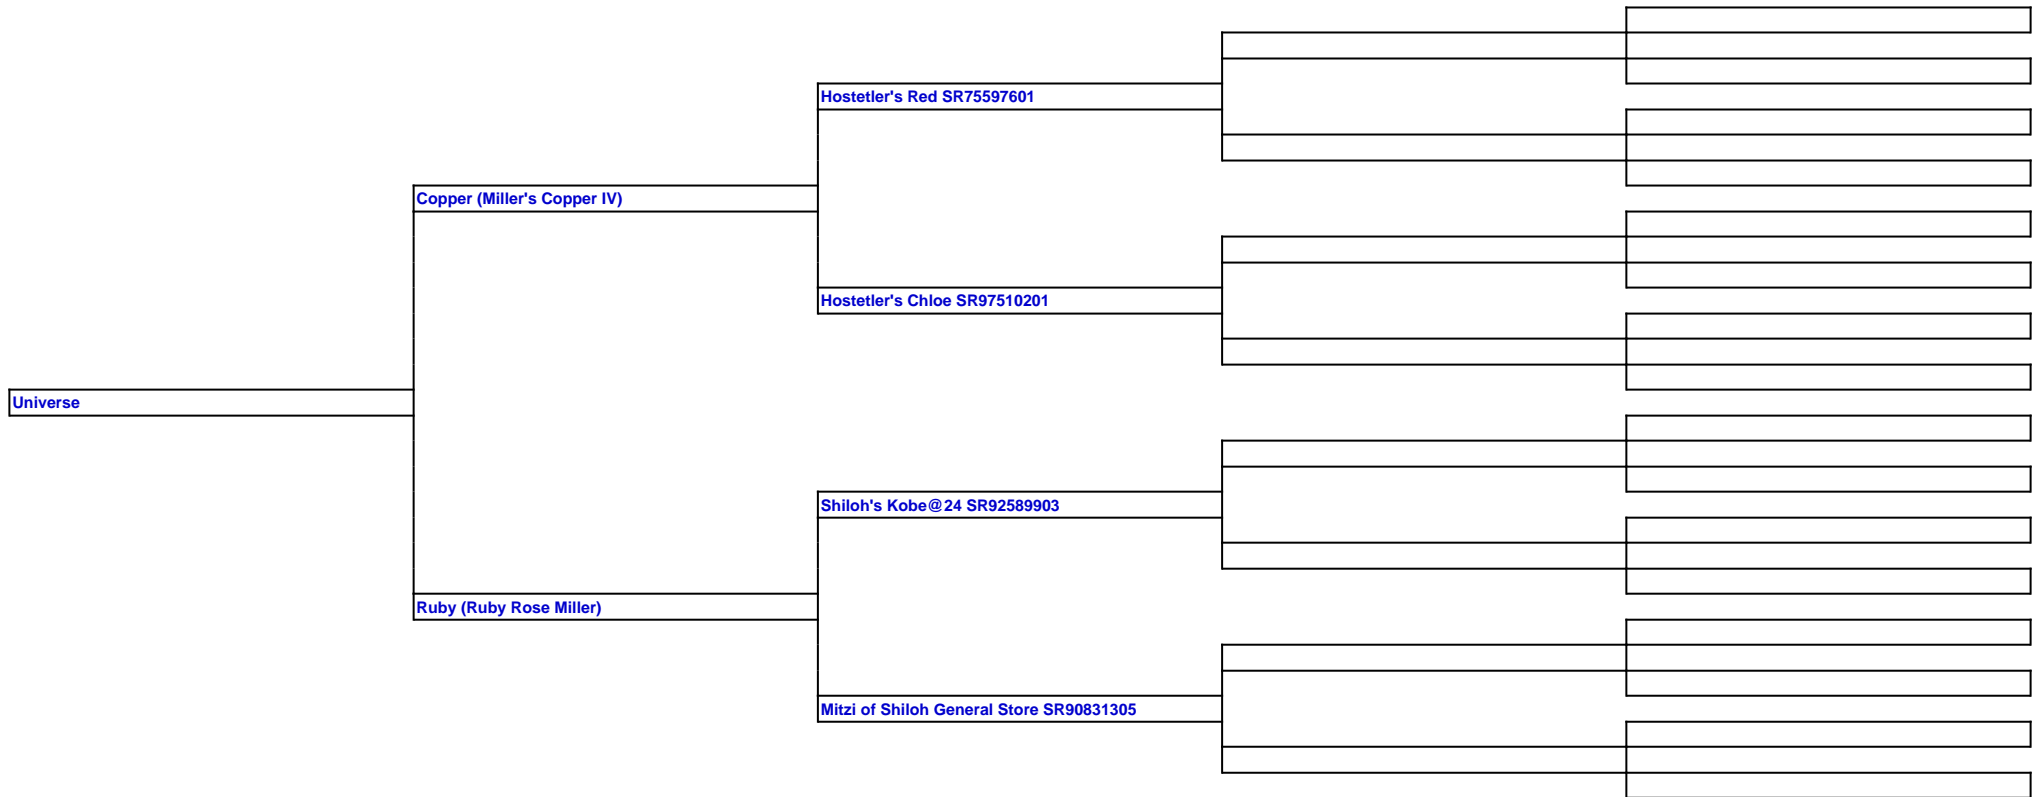 Hostetler's Red SR75597601
Copper (Miller's Copper IV)
Hostetler's Chloe SR97510201
Universe
Shiloh's Kobe@24 SR92589903
Ruby (Ruby Rose Miller)
Mitzi of Shiloh General Store SR90831305